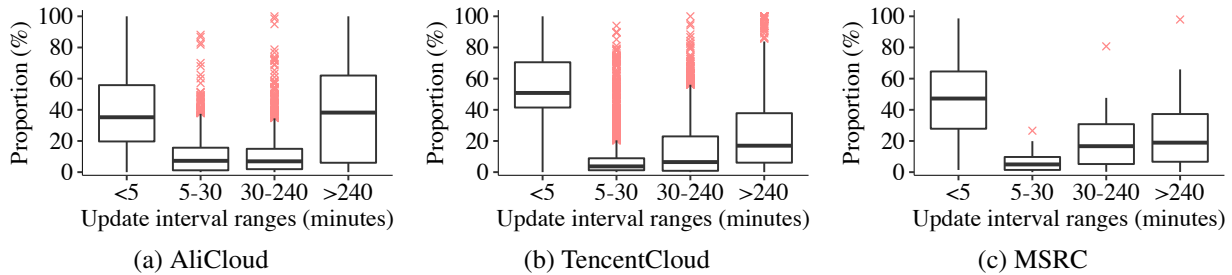 Proportion (%)
100
80
60
40
20
0
<5 5-30 30-240 >240
Update interval ranges (minutes)
(a) AliCloud
Proportion (%)
100
80
60
40
20
0
<5 5-30 30-240 >240
Update interval ranges (minutes)
(b) TencentCloud
Proportion (%)
100
80
60
40
20
0
<5 5-30 30-240 >240
Update interval ranges (minutes)
(c) MSRC